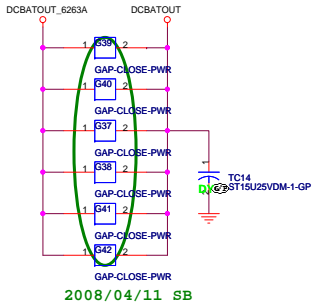 DCBATOUT_6263A DCBATOUT
1 G39 2
GAP-CLOSE-PWR
1 G40 2
GAP-CLOSE-PWR
1 G37 2
GAP-CLOSE-PWR
1 G38 2
GAP-CLOSE-PWR
1 G41 2
GAP-CLOSE-PWR
1 G42 2
GAP-CLOSE-PWR
1
TC14
ST15U25VDM-1-GP
2008/04/11 SB